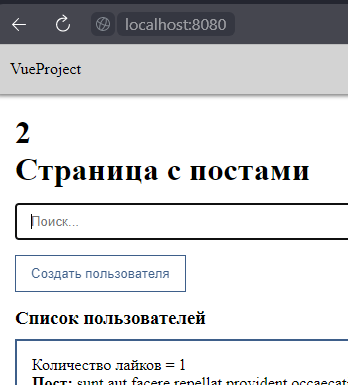 localhost:8080
VueProject
2
Страница с постами
Поиск...
Создать пользователя
Список пользователей
Количество лайков = 1
Пост: sunt aut facere repellat provident occaecat